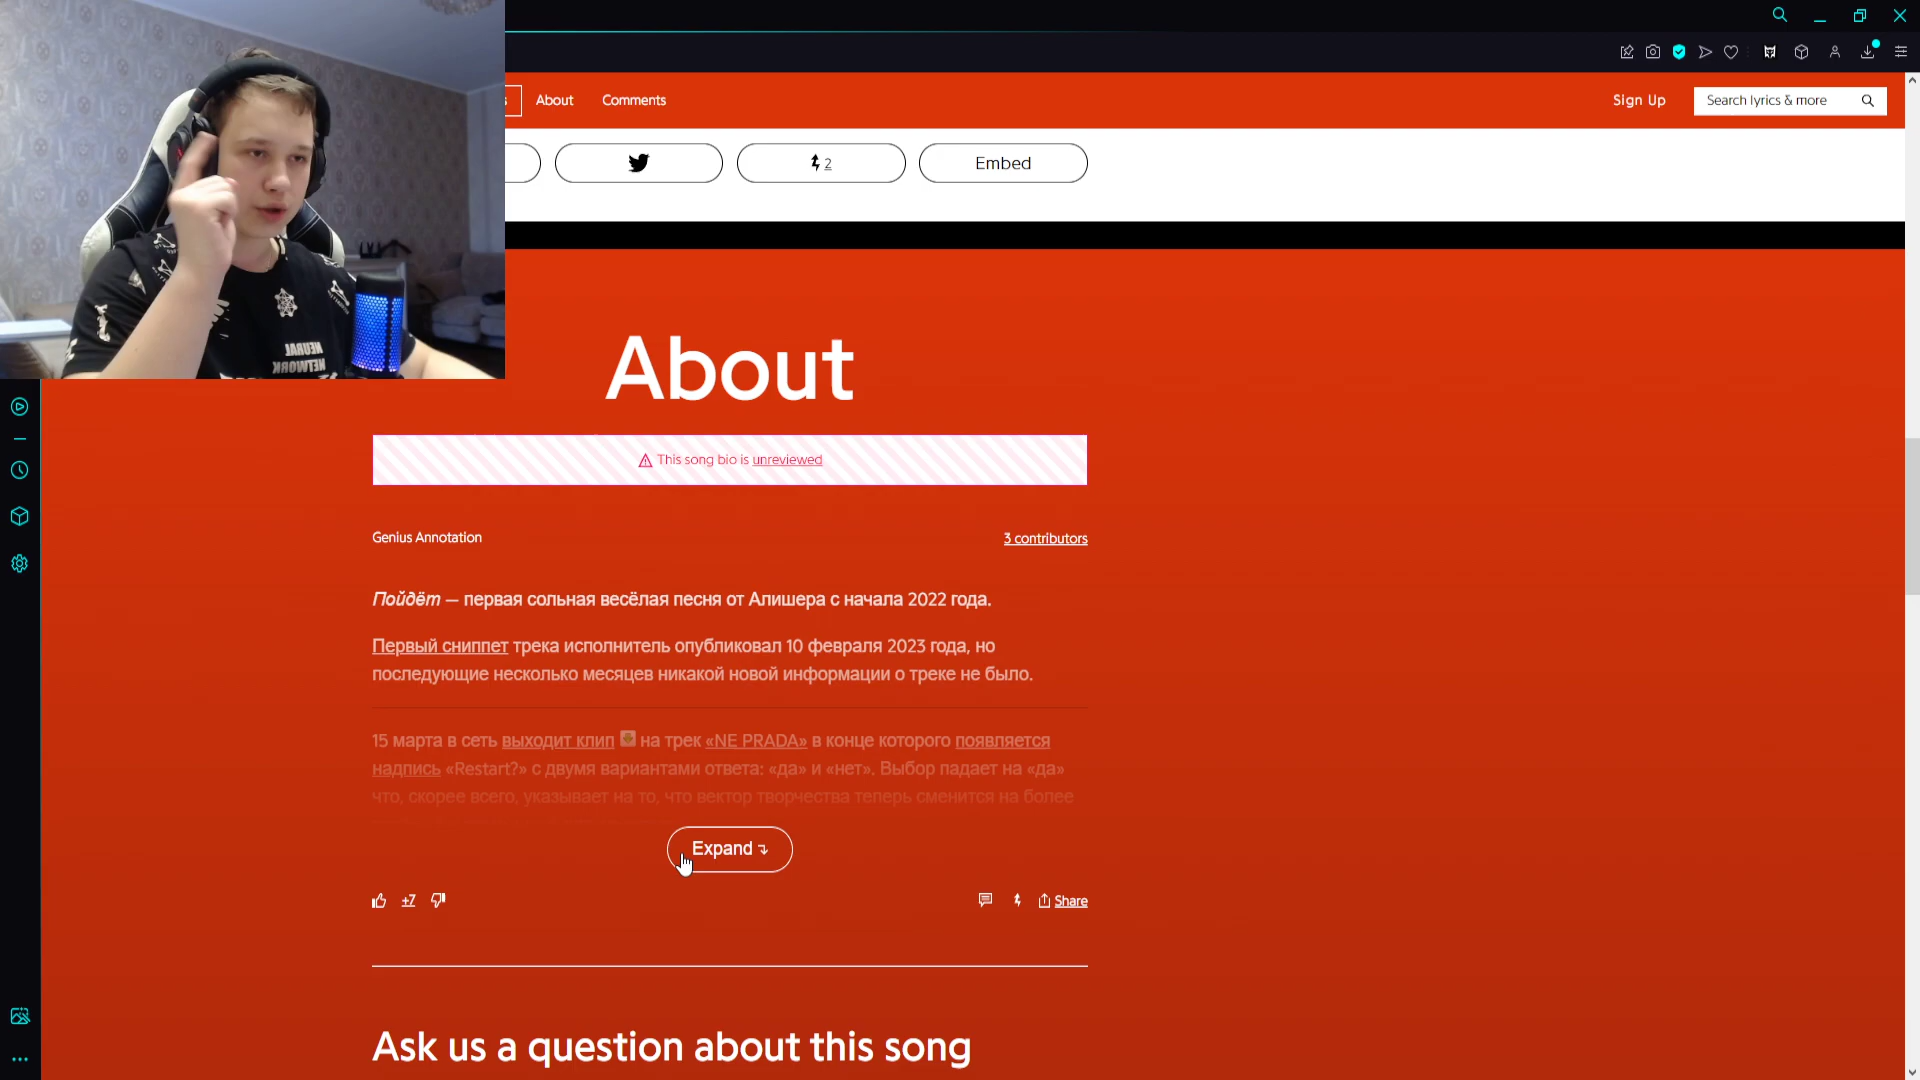 About
Comments
Sign Up
Search lyrics & more
2
Embed
NEURAL
NETWORK
About
This song bio is unreviewed
Genius Annotation
3 contributors
Пойдёт — первая сольная весёлая песня от Алишера с начала 2022 года.
Первый сниппет трека исполнитель опубликовал 10 февраля 2023 года, но
последующие несколько месяцев никакой новой информации о треке не было.
15 марта в сеть выходит клип на трек «NE PRADA» в конце которого появляется
надпись «Restart?» с двумя вариантами ответа: «да» и «нет». Выбор падает на «да»
что, скорее всего, указывает на то, что вектор творчества теперь сменится на более
Expand
+7
Share
Ask us a question about this song